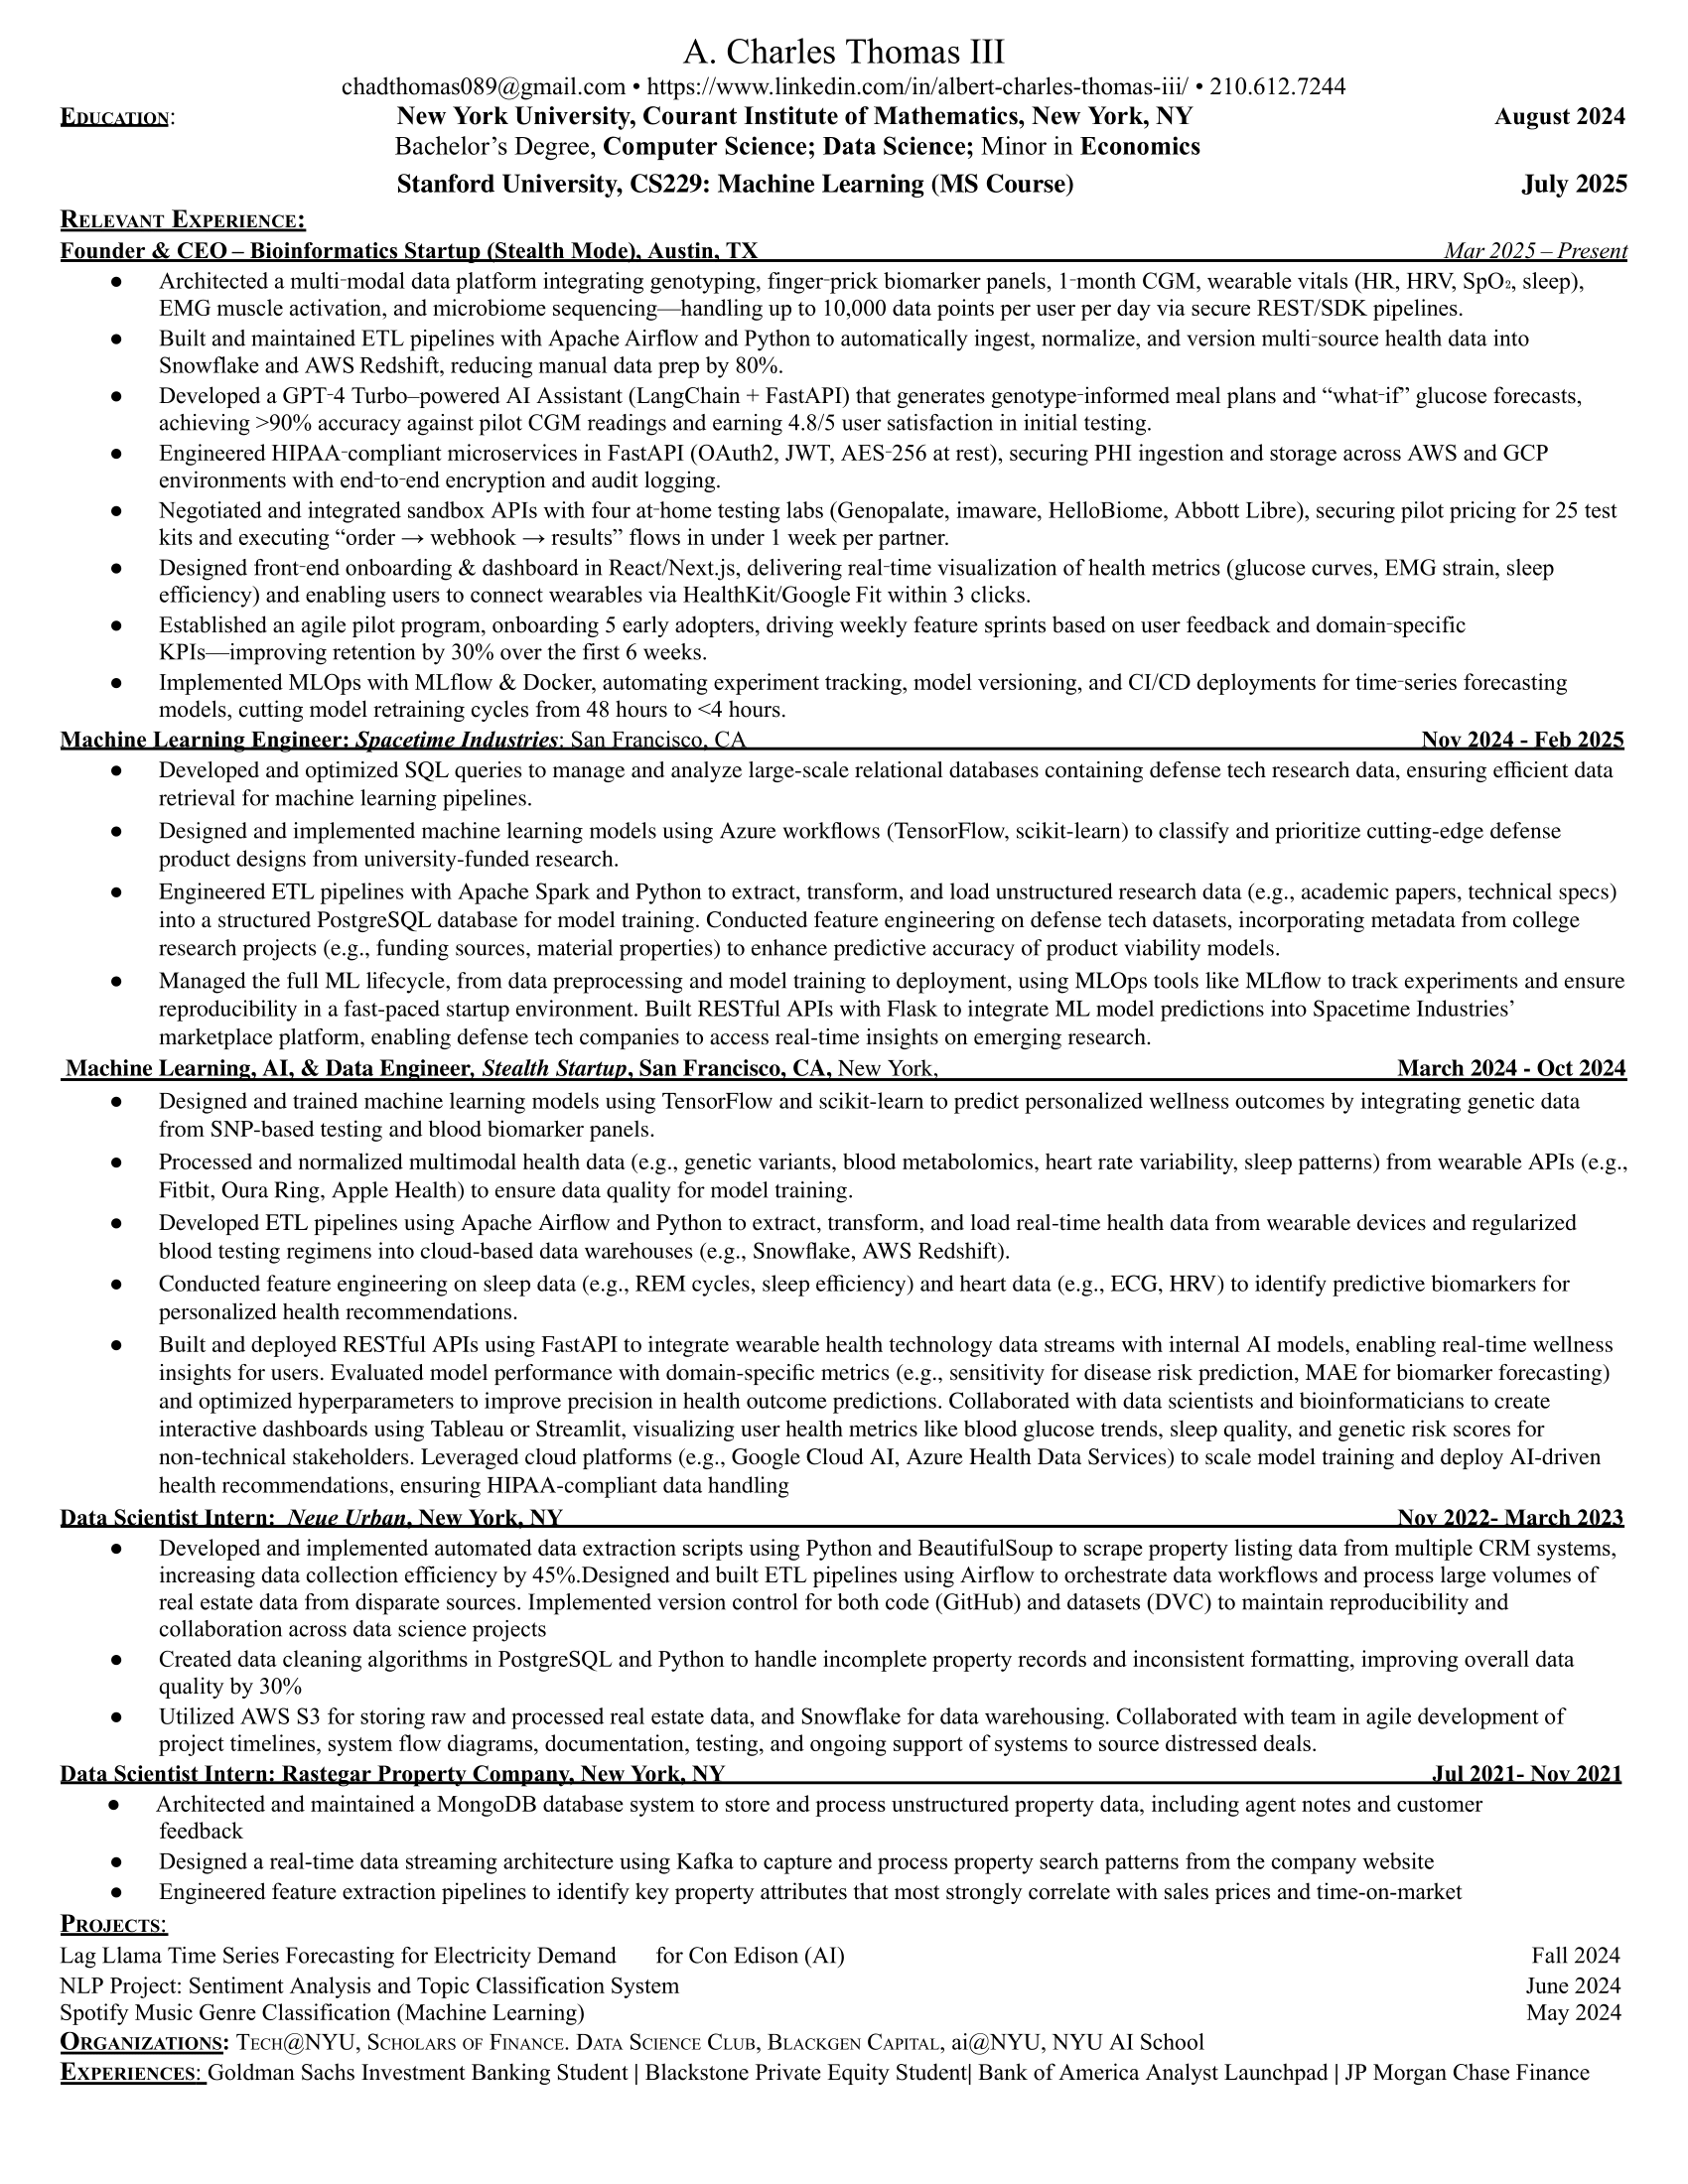 A. Charles Thomas III
chadthomas089@gmail.com • https://www.linkedin.com/in/albert-charles-thomas-iii/ • 210.612.7244
EDUCATION: New York University, Courant Institute of Mathematics, New York, NY August 2024
Bachelor’s Degree, Computer Science; Data Science; Minor in Economics
Stanford University, CS229: Machine Learning (MS Course) July 2025
RELEVANT EXPERIENCE:
Founder & CEO – Bioinformatics Startup (Stealth Mode), Austin, TX Mar 2025 – Present
● Architected a multi-modal data platform integrating genotyping, finger-prick biomarker panels, 1-month CGM, wearable vitals (HR, HRV, SpO₂, sleep),
EMG muscle activation, and microbiome sequencing—handling up to 10,000 data points per user per day via secure REST/SDK pipelines.
● Built and maintained ETL pipelines with Apache Airflow and Python to automatically ingest, normalize, and version multi-source health data into
Snowflake and AWS Redshift, reducing manual data prep by 80%.
● Developed a GPT-4 Turbo–powered AI Assistant (LangChain + FastAPI) that generates genotype-informed meal plans and “what-if” glucose forecasts,
achieving >90% accuracy against pilot CGM readings and earning 4.8/5 user satisfaction in initial testing.
● Engineered HIPAA-compliant microservices in FastAPI (OAuth2, JWT, AES-256 at rest), securing PHI ingestion and storage across AWS and GCP
environments with end-to-end encryption and audit logging.
● Negotiated and integrated sandbox APIs with four at-home testing labs (Genopalate, imaware, HelloBiome, Abbott Libre), securing pilot pricing for 25 test
kits and executing “order → webhook → results” flows in under 1 week per partner.
● Designed front-end onboarding & dashboard in React/Next.js, delivering real-time visualization of health metrics (glucose curves, EMG strain, sleep
efficiency) and enabling users to connect wearables via HealthKit/Google Fit within 3 clicks.
● Established an agile pilot program, onboarding 5 early adopters, driving weekly feature sprints based on user feedback and domain-specific
KPIs—improving retention by 30% over the first 6 weeks.
● Implemented MLOps with MLflow & Docker, automating experiment tracking, model versioning, and CI/CD deployments for time-series forecasting
models, cutting model retraining cycles from 48 hours to <4 hours.
Machine Learning Engineer: Spacetime Industries: San Francisco, CA Nov 2024 - Feb 2025
● Developed and optimized SQL queries to manage and analyze large-scale relational databases containing defense tech research data, ensuring efficient data
retrieval for machine learning pipelines.
● Designed and implemented machine learning models using Azure workflows (TensorFlow, scikit-learn) to classify and prioritize cutting-edge defense
product designs from university-funded research.
● Engineered ETL pipelines with Apache Spark and Python to extract, transform, and load unstructured research data (e.g., academic papers, technical specs)
into a structured PostgreSQL database for model training. Conducted feature engineering on defense tech datasets, incorporating metadata from college
research projects (e.g., funding sources, material properties) to enhance predictive accuracy of product viability models.
● Managed the full ML lifecycle, from data preprocessing and model training to deployment, using MLOps tools like MLflow to track experiments and ensure
reproducibility in a fast-paced startup environment. Built RESTful APIs with Flask to integrate ML model predictions into Spacetime Industries’
marketplace platform, enabling defense tech companies to access real-time insights on emerging research.
Machine Learning, AI, & Data Engineer, Stealth Startup, San Francisco, CA, New York, March 2024 - Oct 2024
● Designed and trained machine learning models using TensorFlow and scikit-learn to predict personalized wellness outcomes by integrating genetic data
from SNP-based testing and blood biomarker panels.
● Processed and normalized multimodal health data (e.g., genetic variants, blood metabolomics, heart rate variability, sleep patterns) from wearable APIs (e.g.,
Fitbit, Oura Ring, Apple Health) to ensure data quality for model training.
● Developed ETL pipelines using Apache Airflow and Python to extract, transform, and load real-time health data from wearable devices and regularized
blood testing regimens into cloud-based data warehouses (e.g., Snowflake, AWS Redshift).
● Conducted feature engineering on sleep data (e.g., REM cycles, sleep efficiency) and heart data (e.g., ECG, HRV) to identify predictive biomarkers for
personalized health recommendations.
● Built and deployed RESTful APIs using FastAPI to integrate wearable health technology data streams with internal AI models, enabling real-time wellness
insights for users. Evaluated model performance with domain-specific metrics (e.g., sensitivity for disease risk prediction, MAE for biomarker forecasting)
and optimized hyperparameters to improve precision in health outcome predictions. Collaborated with data scientists and bioinformaticians to create
interactive dashboards using Tableau or Streamlit, visualizing user health metrics like blood glucose trends, sleep quality, and genetic risk scores for
non-technical stakeholders. Leveraged cloud platforms (e.g., Google Cloud AI, Azure Health Data Services) to scale model training and deploy AI-driven
health recommendations, ensuring HIPAA-compliant data handling
Data Scientist Intern: Neue Urban, New York, NY Nov 2022- March 2023
● Developed and implemented automated data extraction scripts using Python and BeautifulSoup to scrape property listing data from multiple CRM systems,
increasing data collection efficiency by 45%.Designed and built ETL pipelines using Airflow to orchestrate data workflows and process large volumes of
real estate data from disparate sources. Implemented version control for both code (GitHub) and datasets (DVC) to maintain reproducibility and
collaboration across data science projects
● Created data cleaning algorithms in PostgreSQL and Python to handle incomplete property records and inconsistent formatting, improving overall data
quality by 30%
● Utilized AWS S3 for storing raw and processed real estate data, and Snowflake for data warehousing. Collaborated with team in agile development of
project timelines, system flow diagrams, documentation, testing, and ongoing support of systems to source distressed deals.
Data Scientist Intern: Rastegar Property Company, New York, NY Jul 2021- Nov 2021
● Architected and maintained a MongoDB database system to store and process unstructured property data, including agent notes and customer
feedback
● Designed a real-time data streaming architecture using Kafka to capture and process property search patterns from the company website
● Engineered feature extraction pipelines to identify key property attributes that most strongly correlate with sales prices and time-on-market
PROJECTS:
Lag Llama Time Series Forecasting for Electricity Demand for Con Edison (AI) Fall 2024
NLP Project: Sentiment Analysis and Topic Classification System June 2024
Spotify Music Genre Classification (Machine Learning) May 2024
ORGANIZATIONS: TECH@NYU, SCHOLARS OF FINANCE. DATA SCIENCE CLUB, BLACKGEN CAPITAL, ai@NYU, NYU AI School
EXPERIENCES: Goldman Sachs Investment Banking Student | Blackstone Private Equity Student| Bank of America Analyst Launchpad | JP Morgan Chase Finance